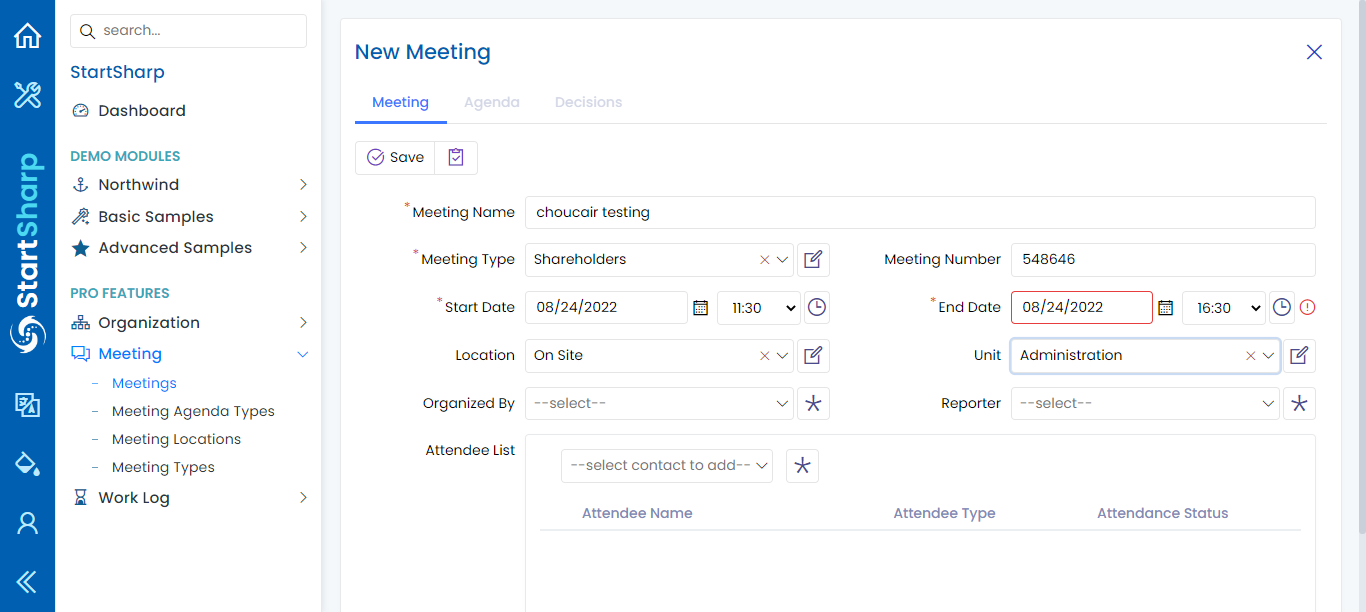 StartSharp
search...
StartSharp
Dashboard
DEMO MODULES
Northwind
Basic Samples
Advanced Samples
PRO FEATURES
Organization
Meeting
Meetings
Meeting Agenda Types
Meeting Locations
Meeting Types
Work Log
New Meeting
Meeting Agenda Decisions
Save
*Meeting Name choucair testing
*Meeting Type Shareholders Meeting Number 548646
*Start Date 08/24/2022 11:30 *End Date 08/24/2022 16:30
Location On Site Unit Administration
Organized By --select-- Reporter --select--
Attendee List
--select contact to add--
Attendee Name Attendee Type Attendance Status